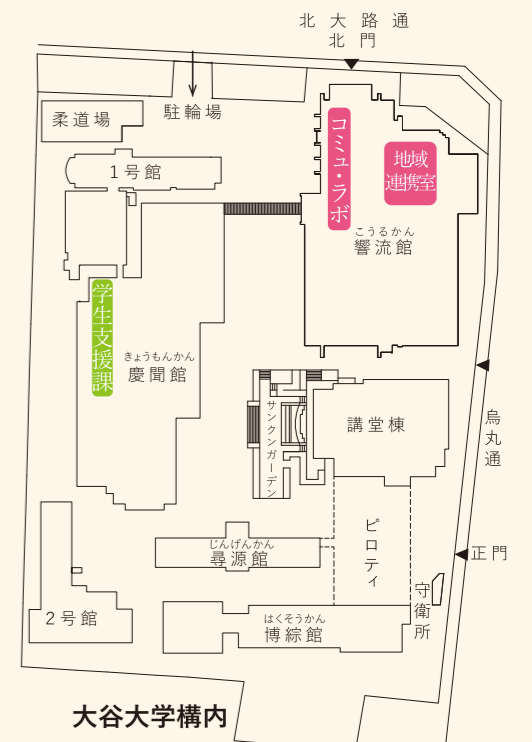 北大路通
北門
駐輪場
柔道場
1号館
コミュ・ラボ
地域
連携室
こうるかん
響流館
学生支援課
きょうもんかん
慶聞館
サンクンガーデン
講堂棟
烏丸通
ピロティ
じんげんかん
尋源館
正門
守衛所
2号館
はくそうかん
博綜館
大谷大学構内